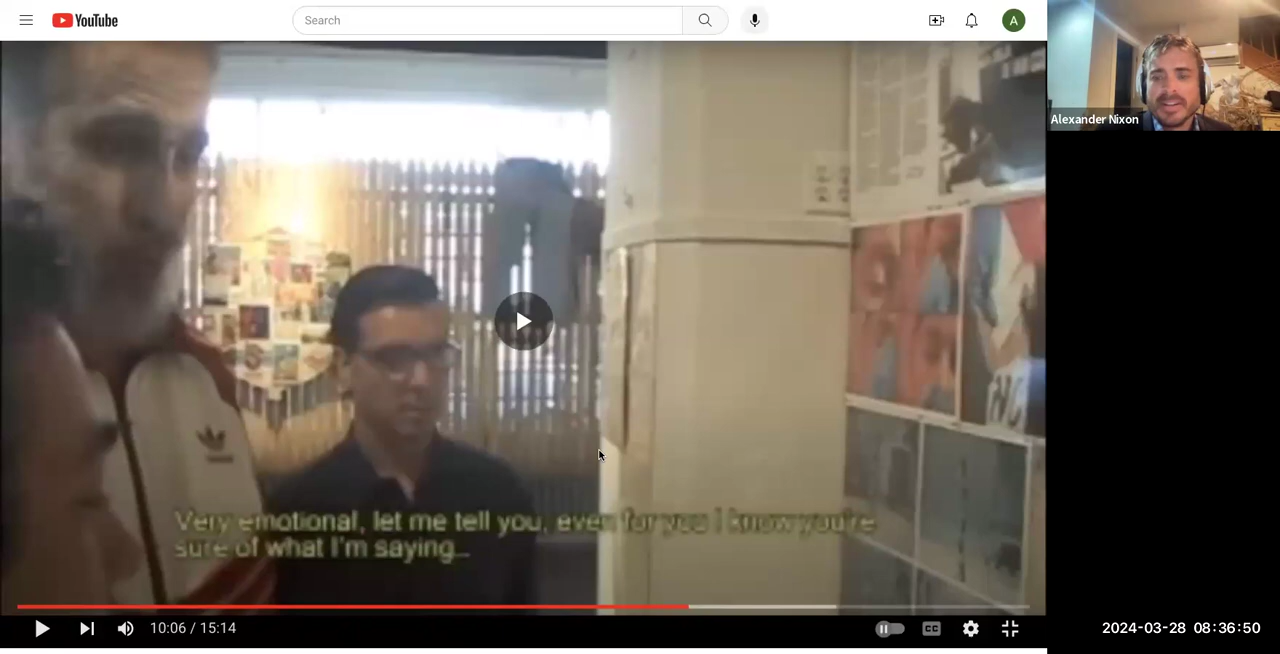 YouTube
Search
A
Alexander Nixon
Very emotional, let me tell you, even for you I know you're
sure of what I'm saying...
10:06 / 15:14
CC
2024-03-28 08:36:50